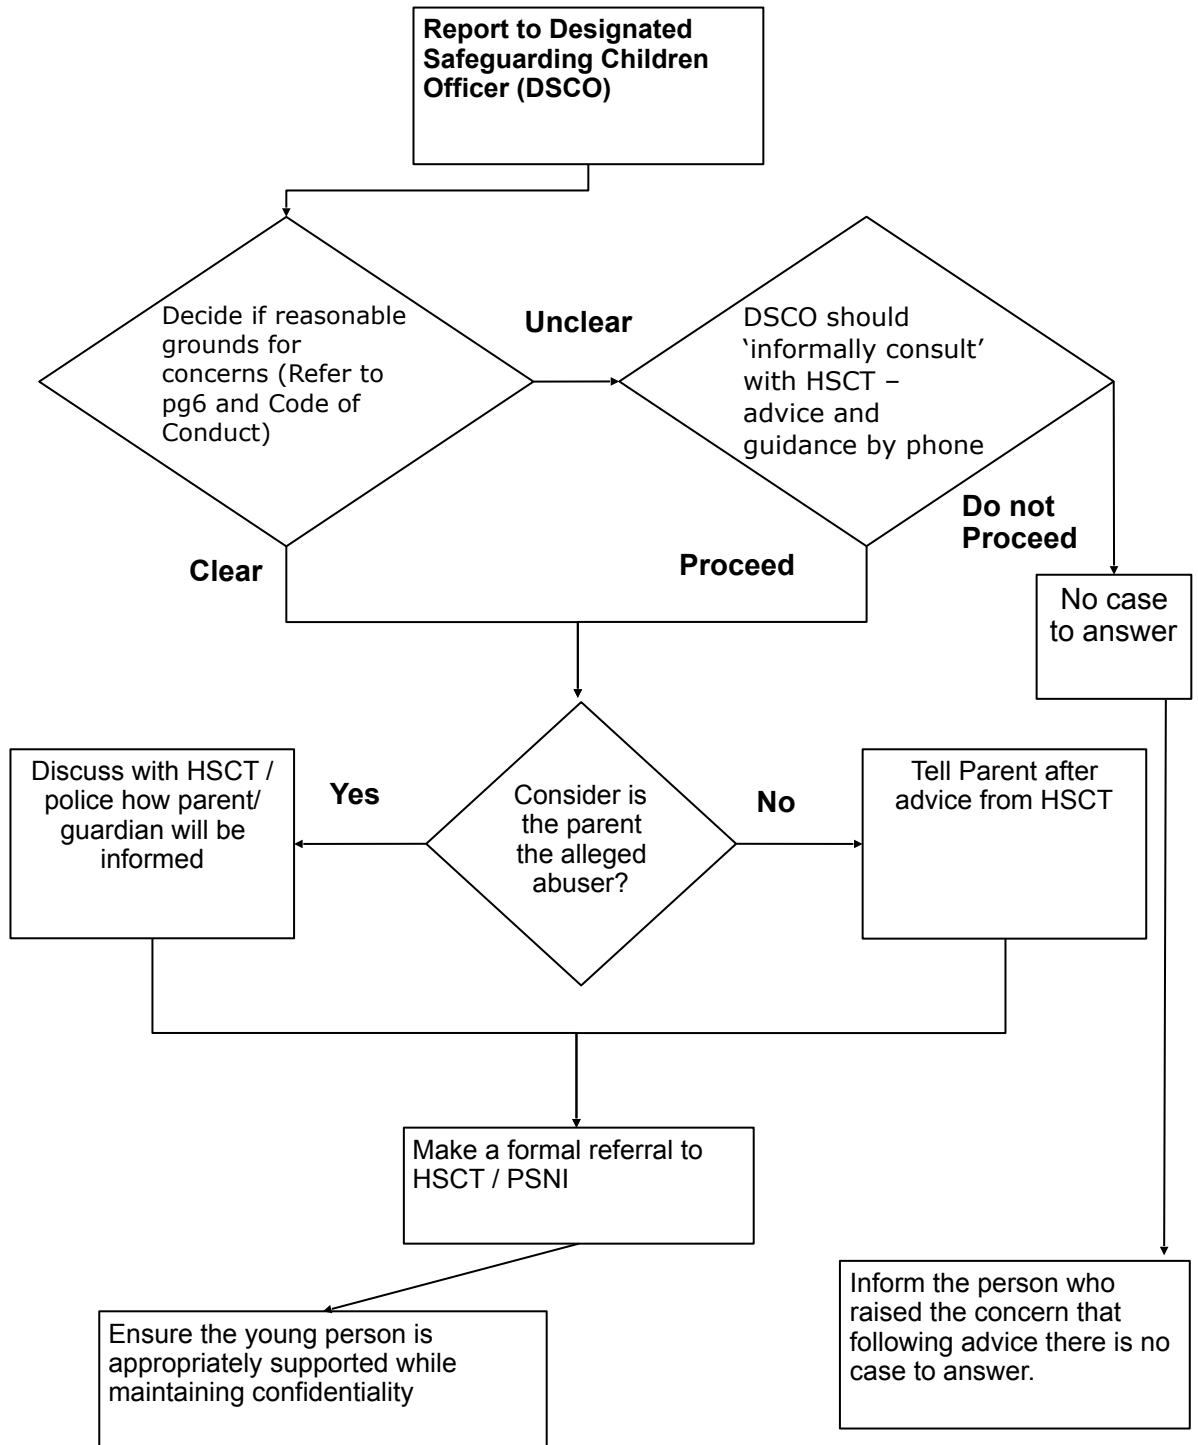 Report to Designated
Safeguarding Children
Officer (DSCO)
Decide if reasonable
grounds for
concerns (Refer to
pg6 and Code of
Conduct)
Unclear
DSCO should
‘informally consult’
with HSCT –
advice and
guidance by phone
Clear
Proceed
Do not
Proceed
No case
to answer
Discuss with HSCT /
police how parent/
guardian will be
informed
Yes
Consider is
the parent
the alleged
abuser?
No
Tell Parent after
advice from HSCT
Make a formal referral to
HSCT / PSNI
Ensure the young person is
appropriately supported while
maintaining confidentiality
Inform the person who
raised the concern that
following advice there is no
case to answer.